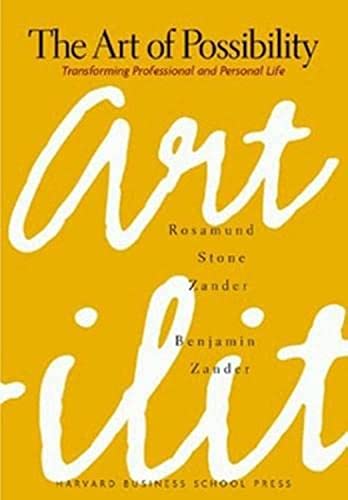 The Art of Possibility
Transforming Professional and Personal Life
art
Rosamund
Stone
Zander
Benjamin
Zander
-ilit
HARVARD BUSINESS SCHOOL PRESS